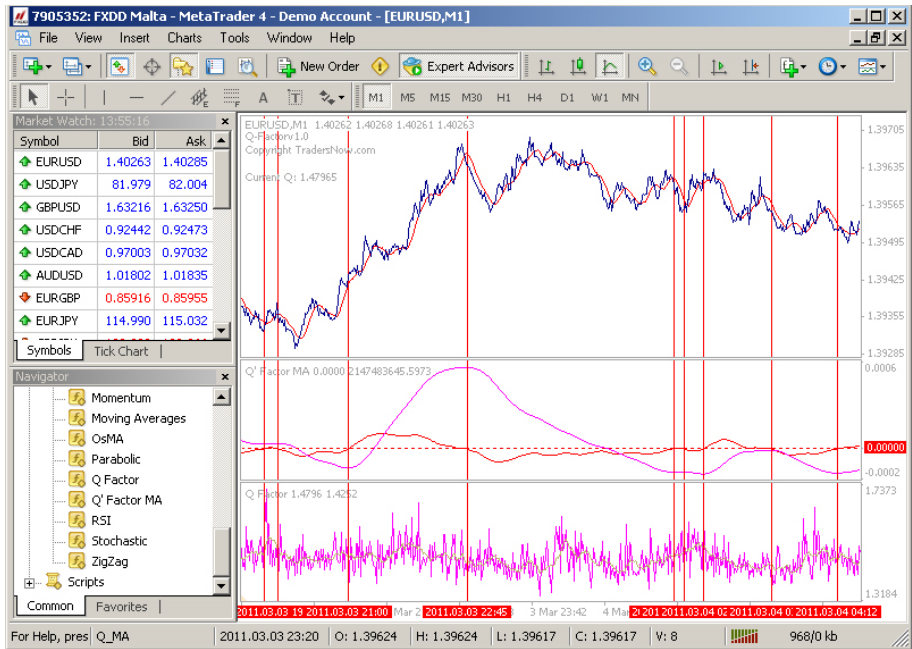 7905352: FXDD Malta - MetaTrader 4 - Demo Account - [EURUSD,M1]
File View Insert Charts Tools Window Help
New Order Expert Advisors
A T M1 M5 M15 M30 H1 H4 D1 W1 MN
Market Watch: 13:55:16
Symbol Bid Ask
EURUSD 1.40263 1.40285
USDJPY 81.979 82.004
GBPUSD 1.63216 1.63250
USDCHF 0.92442 0.92473
USDCAD 0.97003 0.97032
AUDUSD 1.01802 1.01835
EURGBP 0.85916 0.85955
EURJPY 114.990 115.032
Symbols Tick Chart
Navigator
Momentum
Moving Averages
OsMA
Parabolic
Q Factor
Q' Factor MA
RSI
Stochastic
ZigZag
Scripts
Common Favorites
EURUSD,M1 1.40262 1.40268 1.40261 1.40263
Q-Factorv1.0
Copyright TradersNow.com
Current Q: 1.47965
1.39705
1.39635
1.39565
1.39495
1.39425
1.39355
1.39285
Q' Factor MA 0.0000 2147483645.5973
0.0006
0.00000
-0.0002
Q Factor 1.4796 1.4252
1.7373
1.3184
2011.03.03 19 2011.03.03 21:00 Mar 2 2011.03.03 22:45 3 Mar 23:42 4 Mar 2011.03.04 04:12
For Help, pres Q_MA 2011.03.03 23:20 O: 1.39624 H: 1.39624 L: 1.39617 C: 1.39617 V: 8 968/0 kb